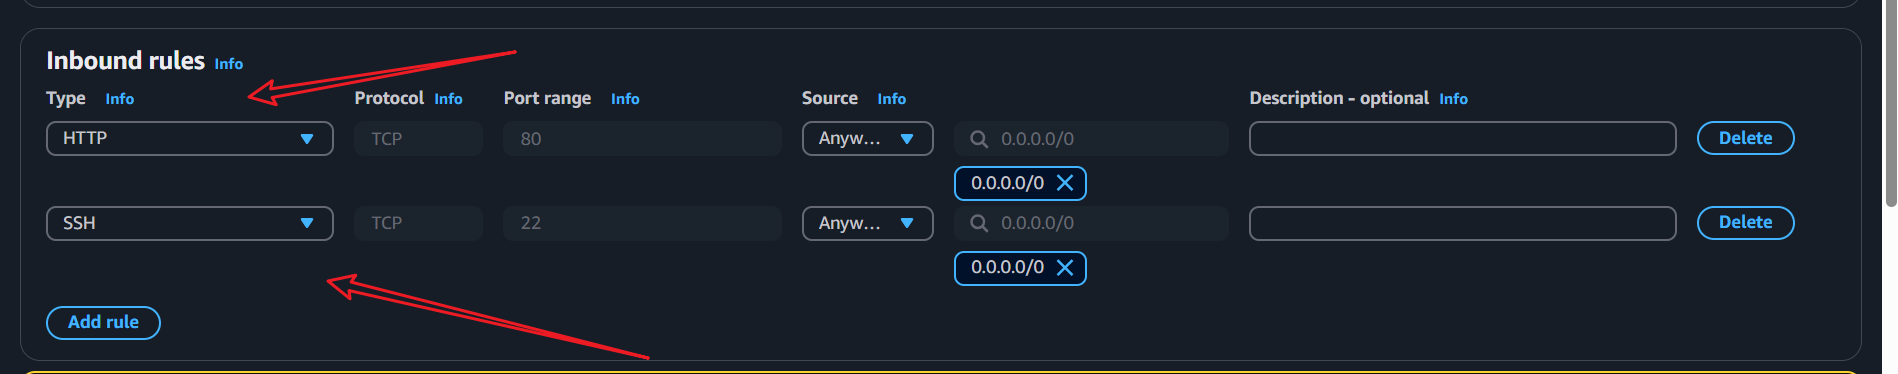 Inbound rules Info
Type Info Protocol Info Port range Info Source Info Description - optional Info
HTTP TCP 80 Anyw... 0.0.0.0/0 Delete
0.0.0.0/0
SSH TCP 22 Anyw... 0.0.0.0/0 Delete
0.0.0.0/0
Add rule